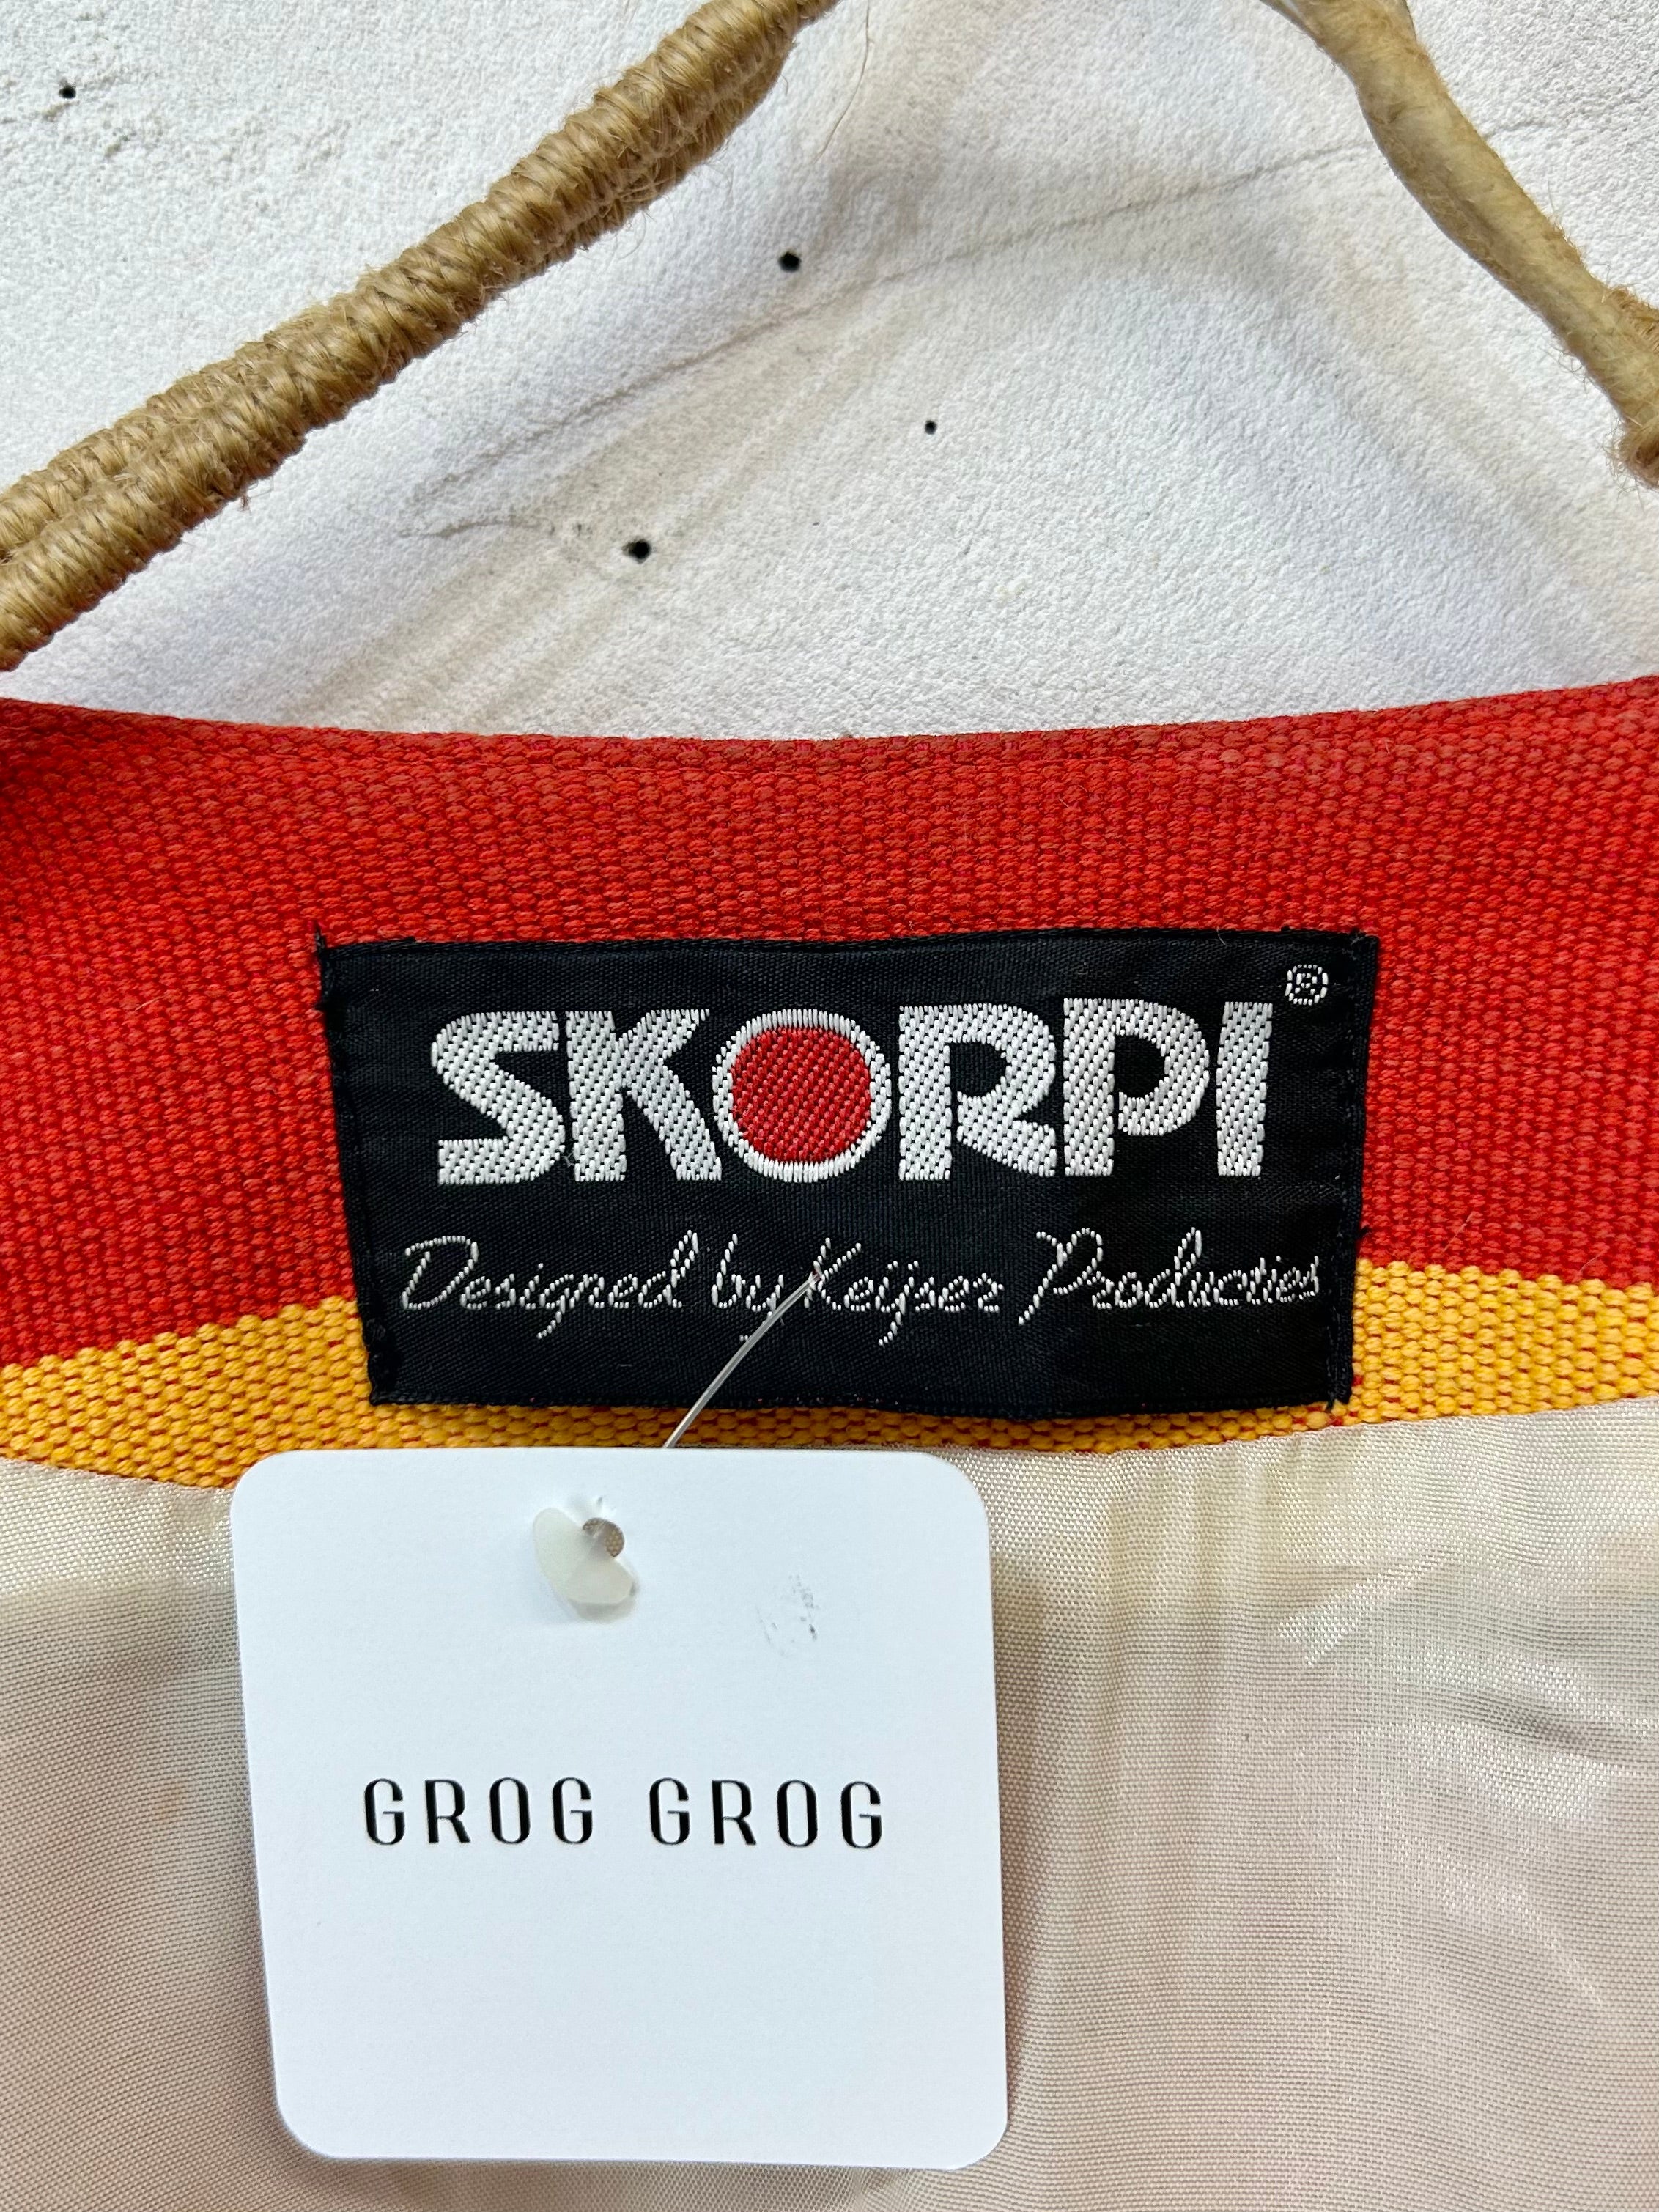 SKORPI®
Designed by Keijser Producties
GROG GROG